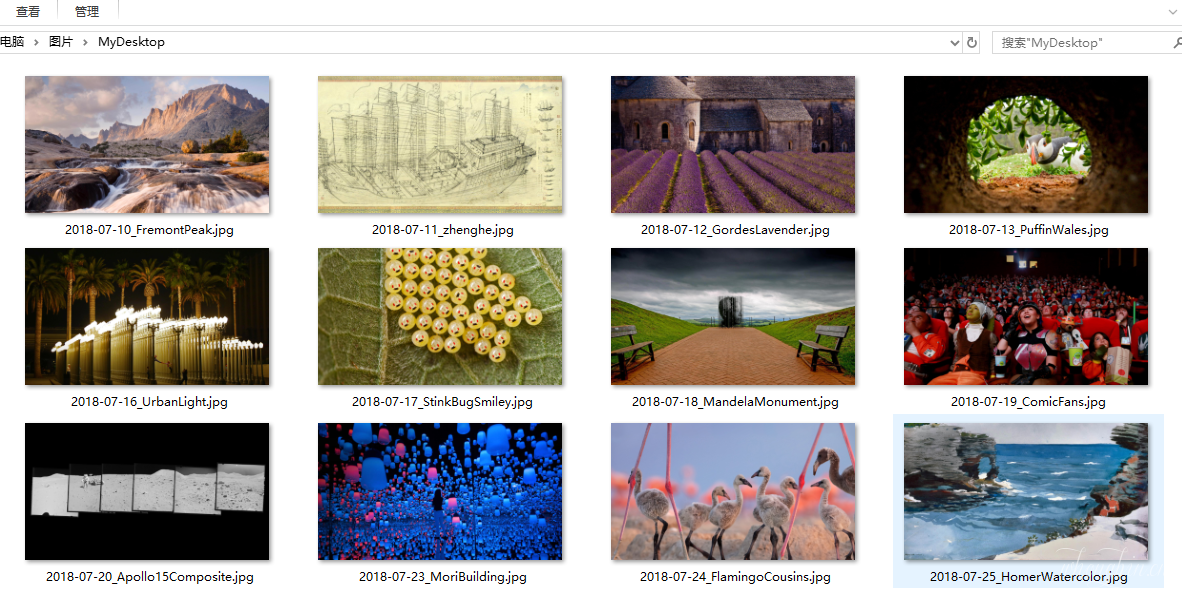 查看 管理
电脑 › 图片 › MyDesktop 搜索"MyDesktop"
2018-07-10_FremontPeak.jpg 2018-07-11_zhenghe.jpg 2018-07-12_GordesLavender.jpg 2018-07-13_PuffinWales.jpg
2018-07-16_UrbanLight.jpg 2018-07-17_StinkBugSmiley.jpg 2018-07-18_MandelaMonument.jpg 2018-07-19_ComicFans.jpg
2018-07-20_Apollo15Composite.jpg 2018-07-23_MoriBuilding.jpg 2018-07-24_FlamingoCousins.jpg 2018-07-25_HomerWatercolor.jpg